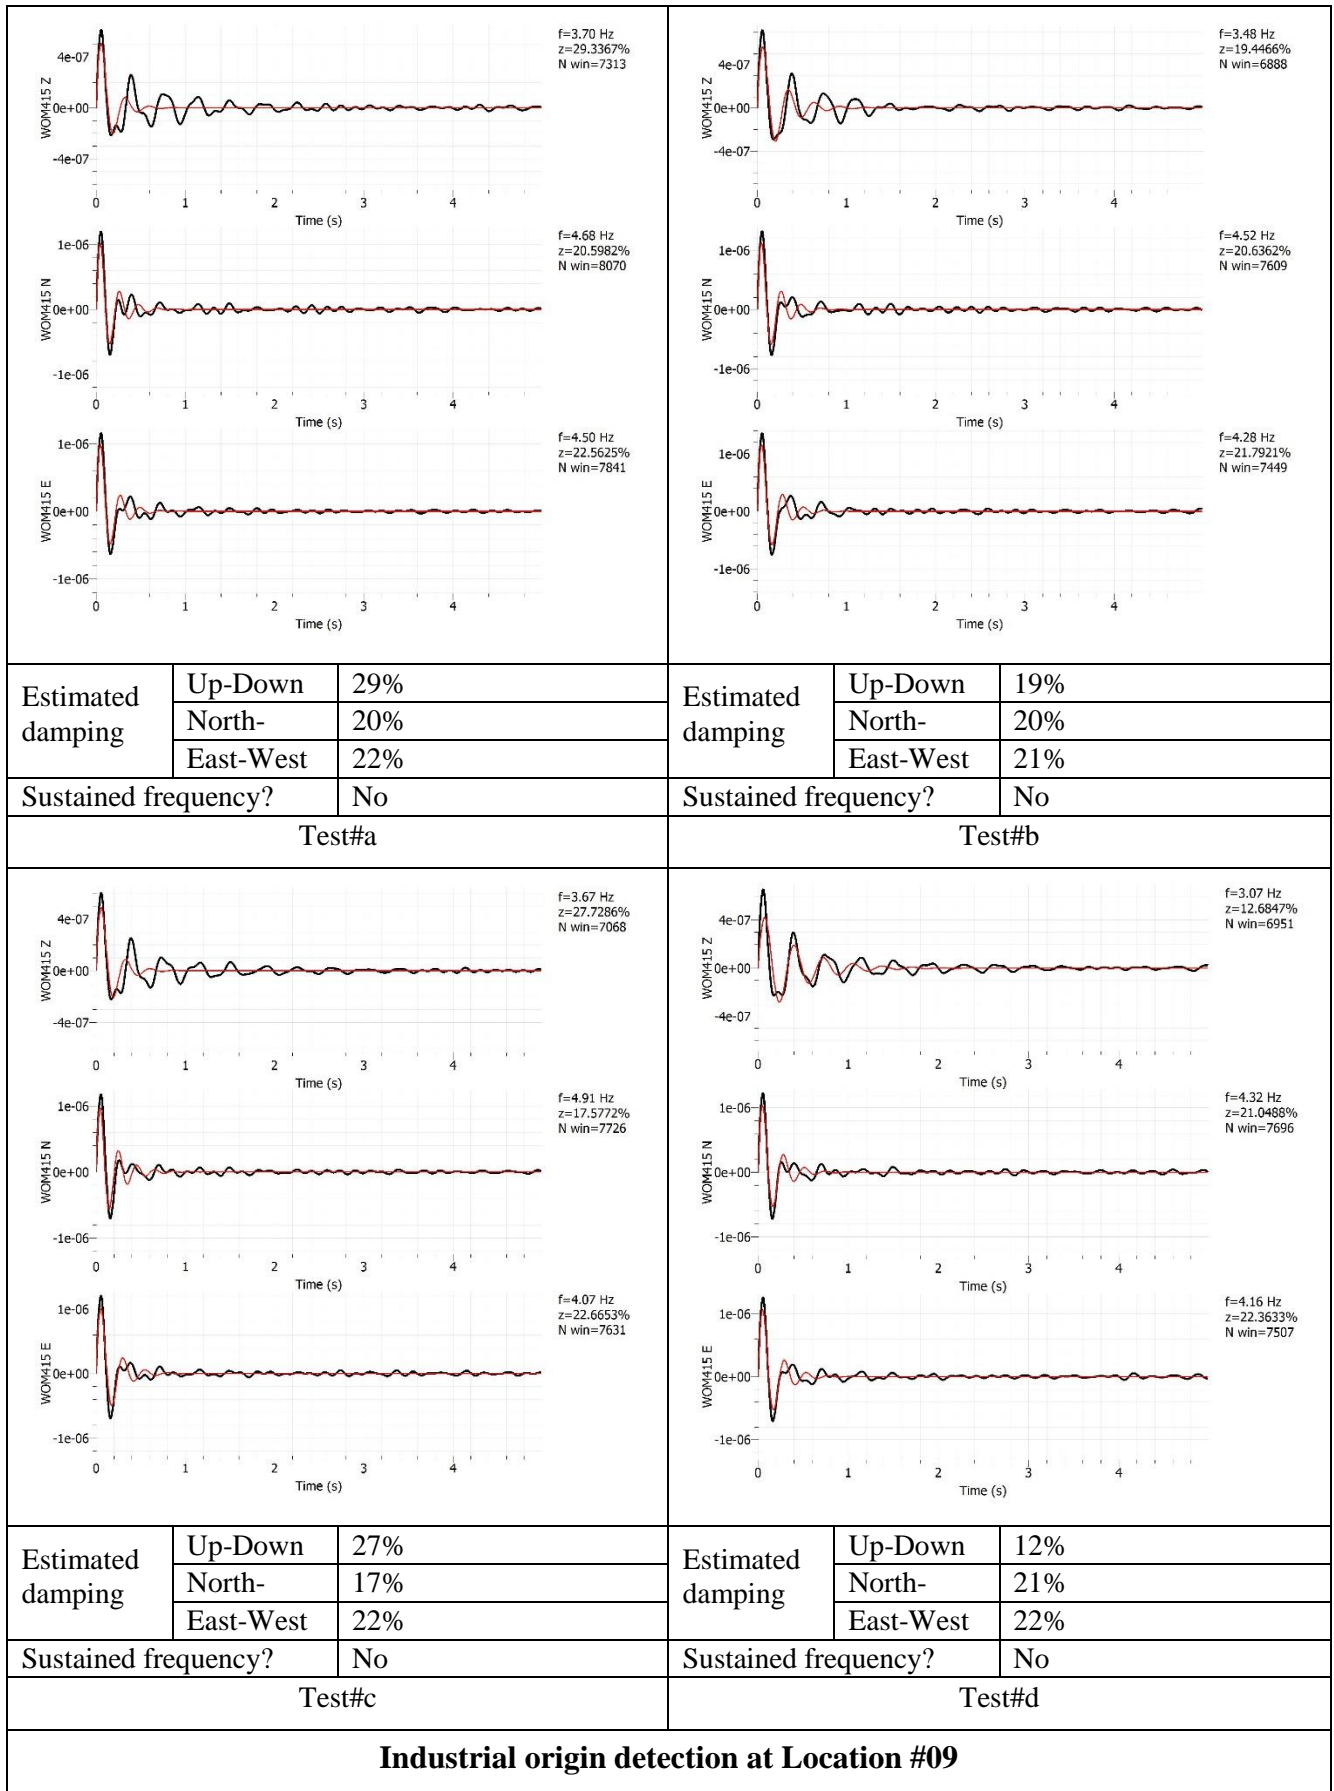 4e-07
0e+00
-4e-07
WOM415 Z
f=3.70 Hz
z=29.3367%
N win=7313
0 1 2 3 4
Time (s)
1e-06
0e+00
-1e-06
WOM415 N
f=4.68 Hz
z=20.5982%
N win=8070
0 1 2 3 4
Time (s)
1e-06
0e+00
-1e-06
WOM415 E
f=4.50 Hz
z=22.5625%
N win=7841
0 1 2 3 4
Time (s)
4e-07
0e+00
-4e-07
WOM415 Z
f=3.48 Hz
z=19.4466%
N win=6888
0 1 2 3 4
Time (s)
1e-06
0e+00
-1e-06
WOM415 N
f=4.52 Hz
z=20.6362%
N win=7609
0 1 2 3 4
Time (s)
1e-06
0e+00
-1e-06
WOM415 E
f=4.28 Hz
z=21.7921%
N win=7449
0 1 2 3 4
Time (s)
Estimated damping
Up-Down 29%
North- 20%
East-West 22%
Sustained frequency? No
Test#a
Estimated damping
Up-Down 19%
North- 20%
East-West 21%
Sustained frequency? No
Test#b
4e-07
0e+00
-4e-07
WOM415 Z
f=3.67 Hz
z=27.7286%
N win=7068
0 1 2 3 4
Time (s)
1e-06
0e+00
-1e-06
WOM415 N
f=4.91 Hz
z=17.5772%
N win=7726
0 1 2 3 4
Time (s)
1e-06
0e+00
-1e-06
WOM415 E
f=4.07 Hz
z=22.6653%
N win=7631
0 1 2 3 4
Time (s)
4e-07
0e+00
-4e-07
WOM415 Z
f=3.07 Hz
z=12.6847%
N win=6951
0 1 2 3 4
Time (s)
1e-06
0e+00
-1e-06
WOM415 N
f=4.32 Hz
z=21.0488%
N win=7696
0 1 2 3 4
Time (s)
1e-06
0e+00
-1e-06
WOM415 E
f=4.16 Hz
z=22.3633%
N win=7507
0 1 2 3 4
Time (s)
Estimated damping
Up-Down 27%
North- 17%
East-West 22%
Sustained frequency? No
Test#c
Estimated damping
Up-Down 12%
North- 21%
East-West 22%
Sustained frequency? No
Test#d
Industrial origin detection at Location #09